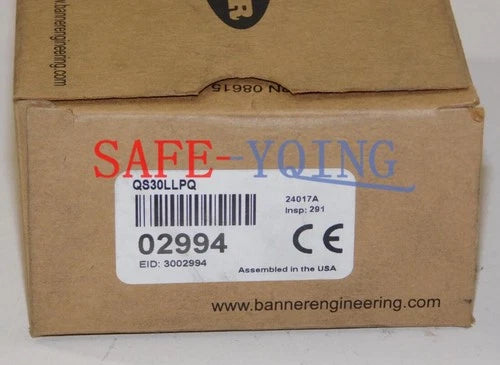 R
w.bannerengineering.com
PN 08615
SAFE-YQING
QS30LLPQ
24017A
Insp: 291
02994
CE
EID: 3002994
Assembled in the USA
www.bannerengineering.com